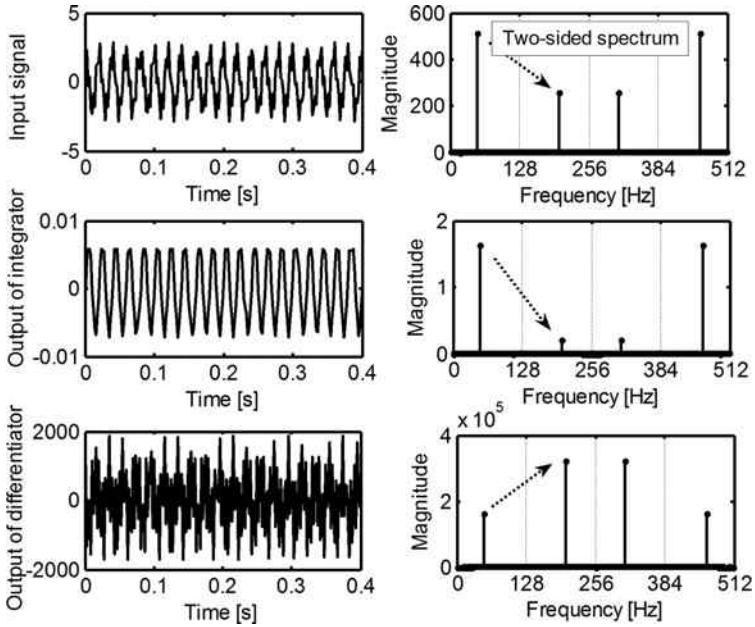 Input signal
5
0
-5
0 0.1 0.2 0.3 0.4
Time [s]
Magnitude
600
400
200
0
Two-sided spectrum
0 128 256 384 512
Frequency [Hz]
Output of integrator
0.01
0
-0.01
0 0.1 0.2 0.3 0.4
Time [s]
Magnitude
2
1
0
0 128 256 384 512
Frequency [Hz]
Output of differentiator
2000
0
-2000
0 0.1 0.2 0.3 0.4
Time [s]
Magnitude
x 10^5
4
2
0
0 128 256 384 512
Frequency [Hz]